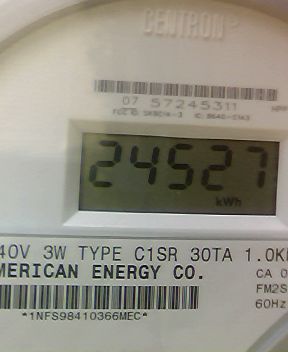 CENTRON
07 57245311
24527
kWh
40V 3W TYPE C1SR 30TA 1.0K
MERICAN ENERGY CO.
CA 0
FM2S
60Hz
*1NFS98410366MEC*